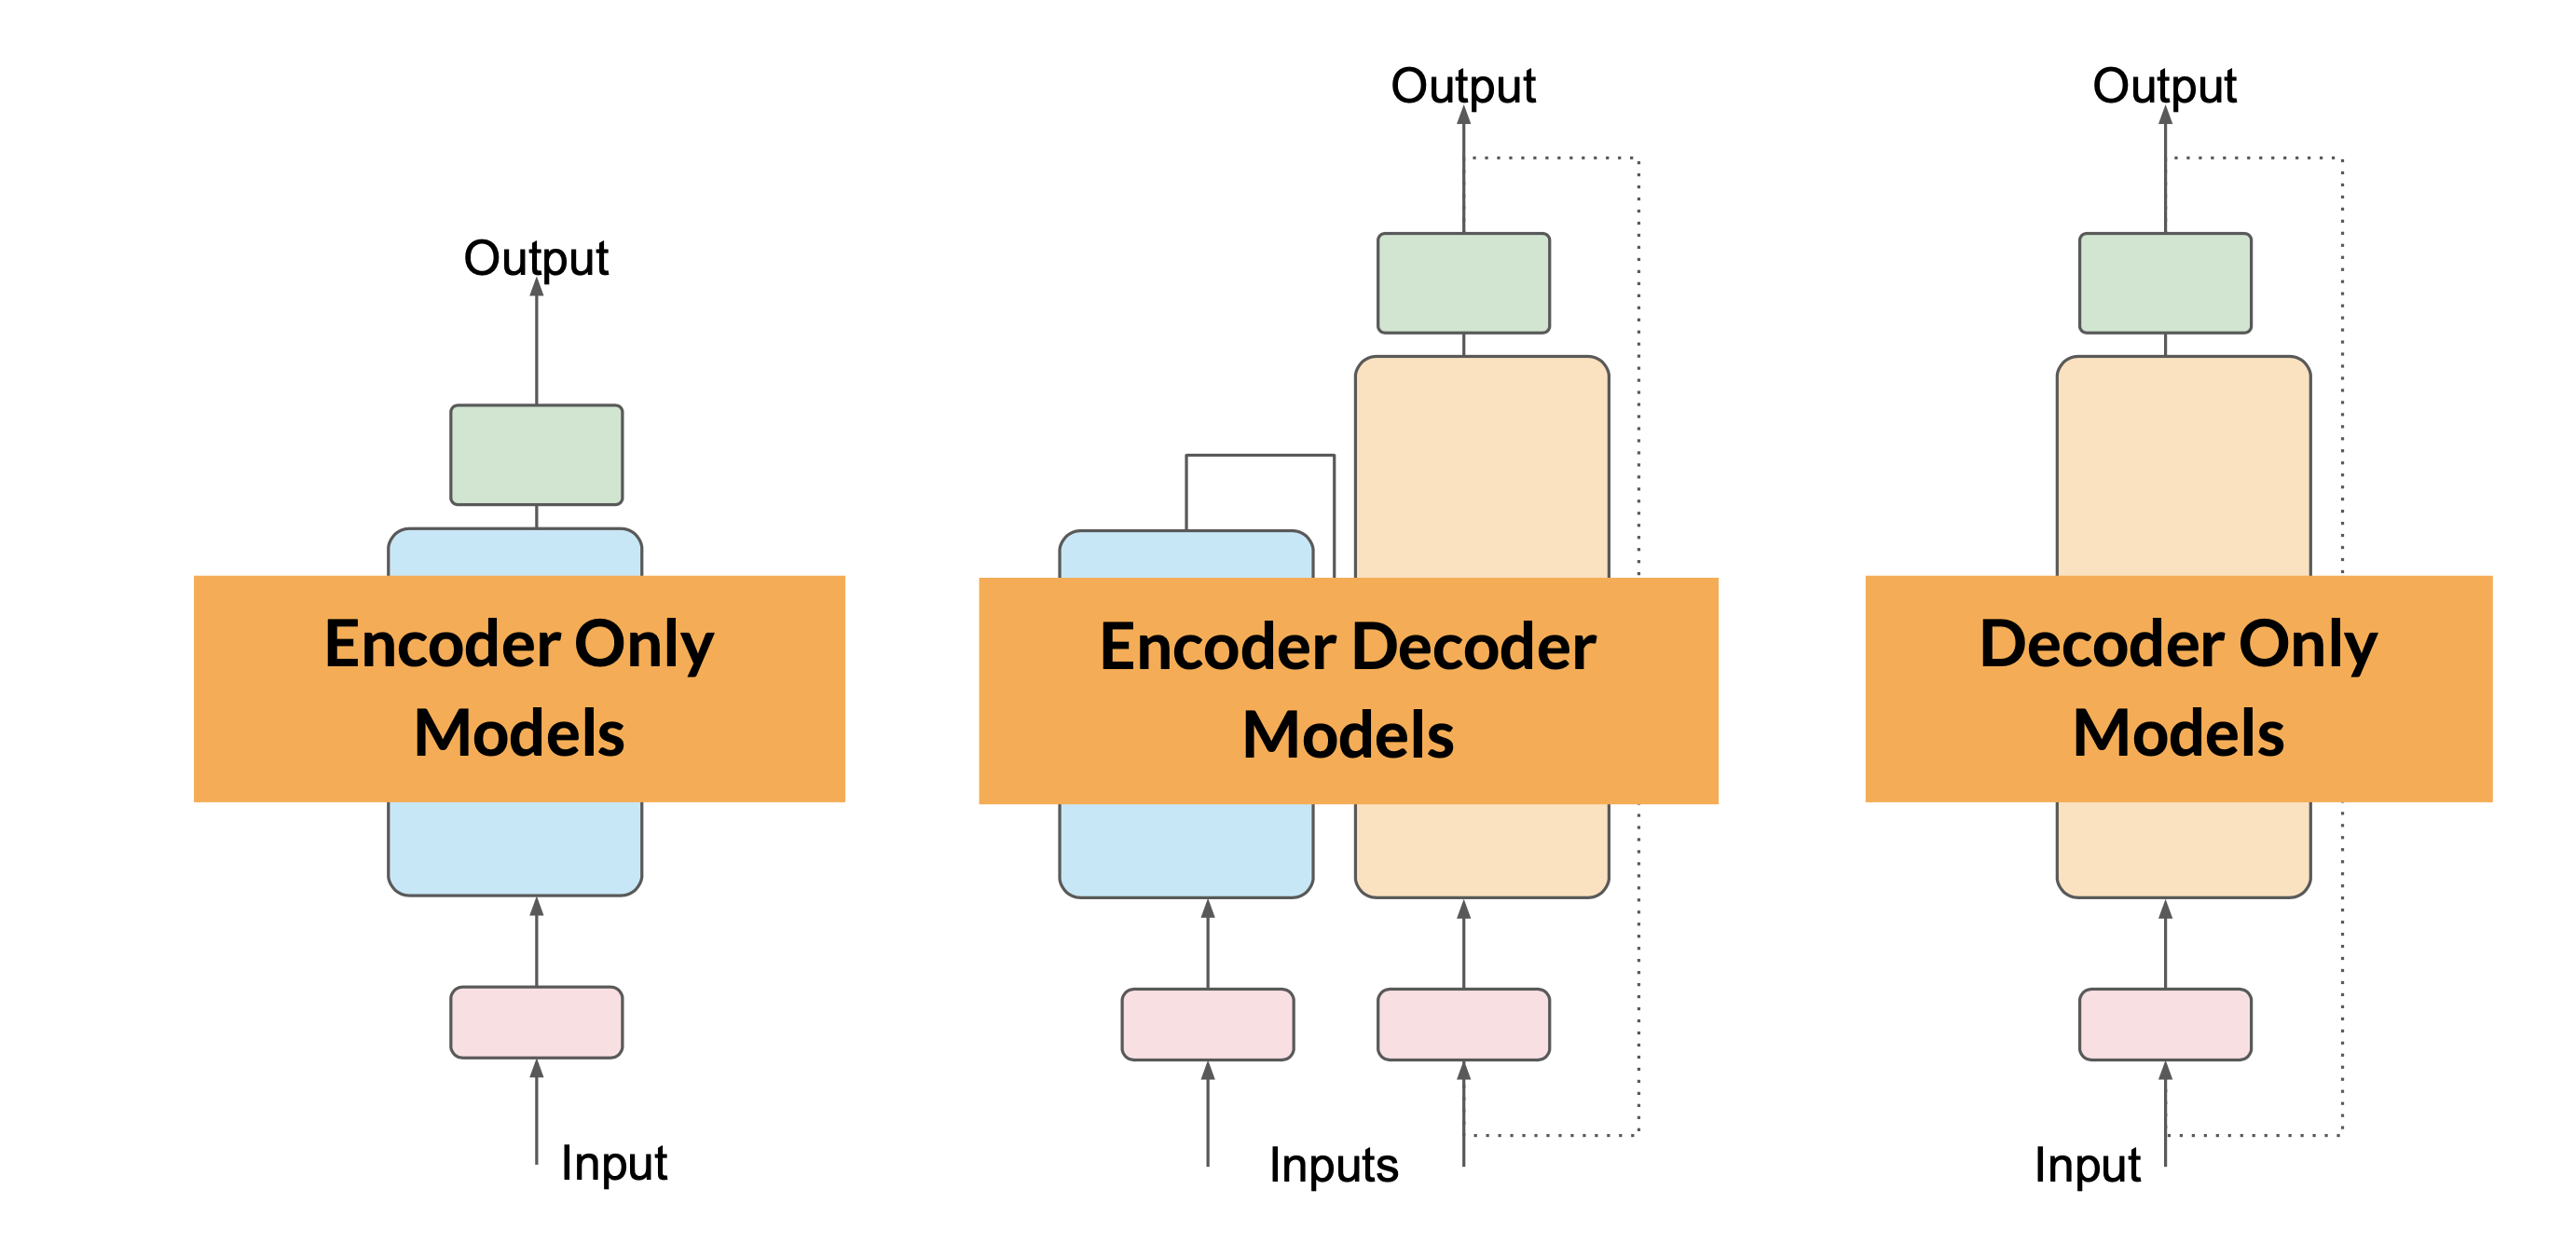 Output
Encoder Only
Models
Input
Output
Encoder Decoder
Models
Inputs
Output
Decoder Only
Models
Input